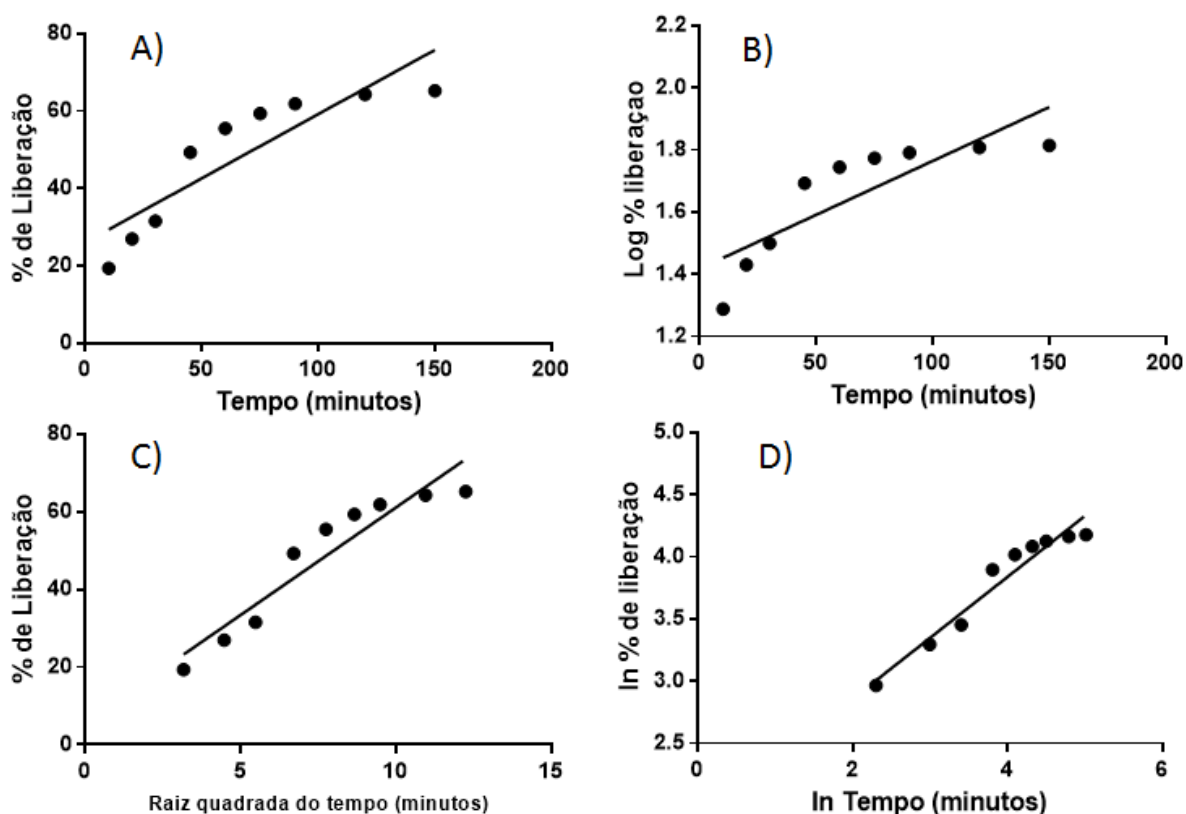 A)
% de Liberação
80
60
40
20
0
0 50 100 150 200
Tempo (minutos)
B)
Log % liberaçao
2.2
2.0
1.8
1.6
1.4
1.2
0 50 100 150 200
Tempo (minutos)
C)
% de Liberação
80
60
40
20
0
0 5 10 15
Raiz quadrada do tempo (minutos)
D)
ln % de liberação
5.0
4.5
4.0
3.5
3.0
2.5
0 2 4 6
ln Tempo (minutos)